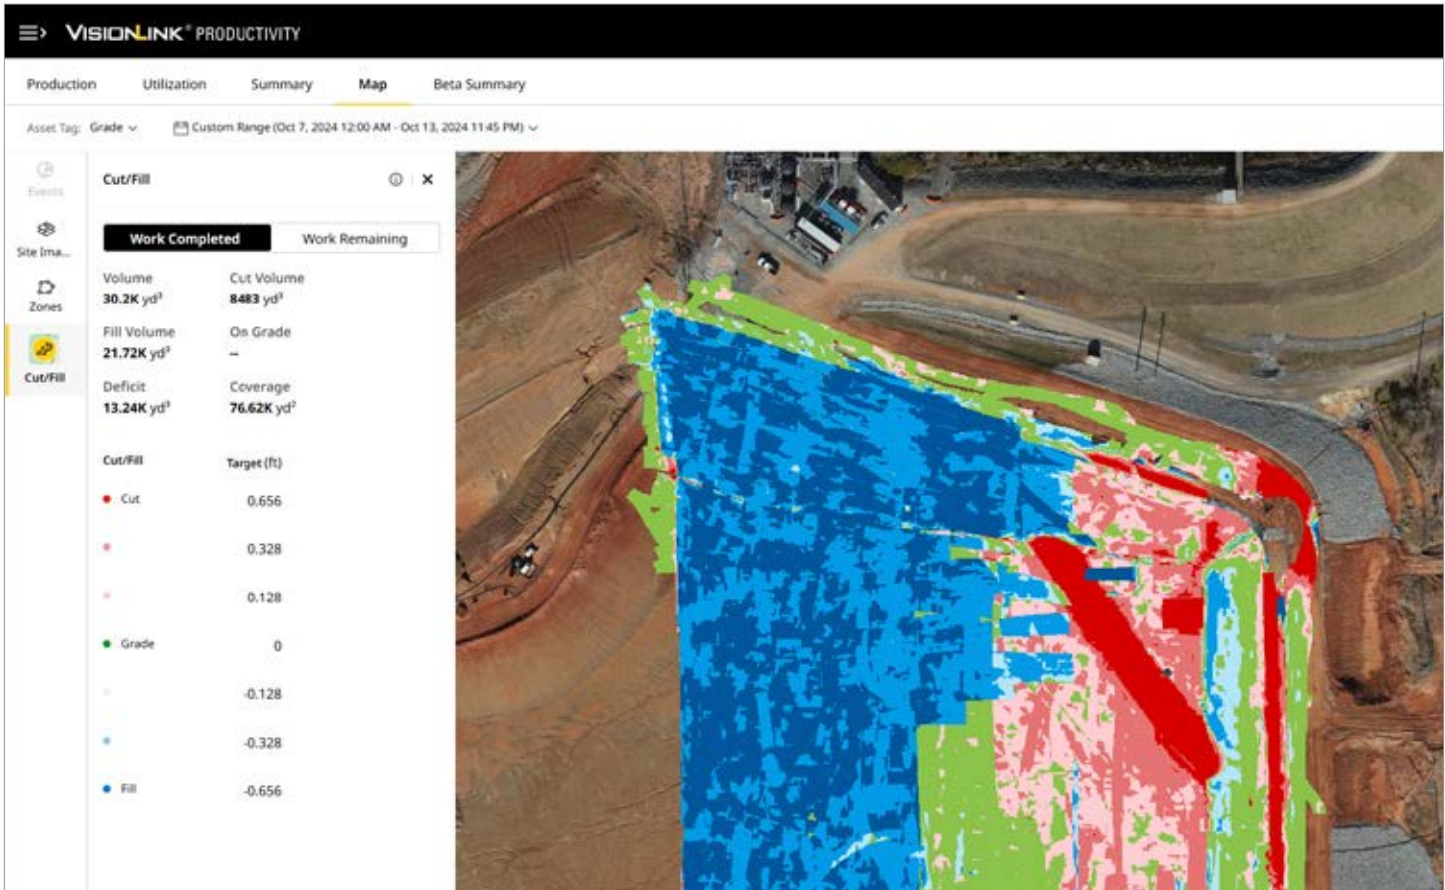 VISIONLINK® PRODUCTIVITY
Production Utilization Summary Map Beta Summary
Asset Tag: Grade Custom Range (Oct 7, 2024 12:00 AM - Oct 13, 2024 11:45 PM)
Events
Site Ima...
Zones
Cut/Fill
Cut/Fill
Work Completed Work Remaining
Volume Cut Volume
30.2K yd³ 8483 yd³
Fill Volume On Grade
21.72K yd³ --
Deficit Coverage
13.24K yd³ 76.62K yd²
Cut/Fill Target (ft)
Cut 0.656
0.328
0.128
Grade 0
-0.128
-0.328
Fill -0.656